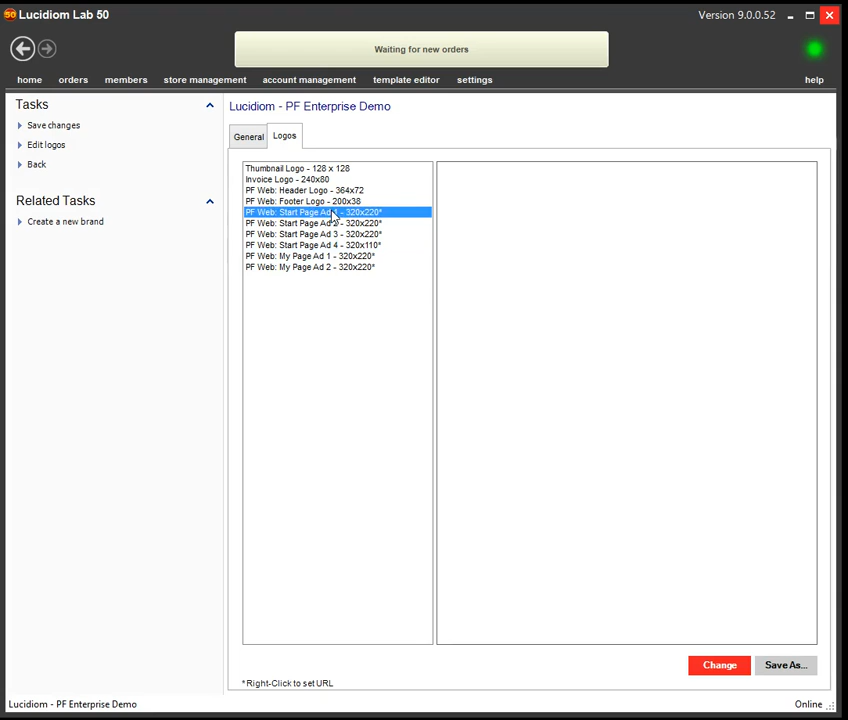 50 Lucidiom Lab 50
Version 9.0.0.52
Waiting for new orders
home orders members store management account management template editor settings help
Tasks
Save changes
Edit logos
Back
Related Tasks
Create a new brand
Lucidiom - PF Enterprise Demo
General Logos
Thumbnail Logo - 128 x 128
Invoice Logo - 240x80
PF Web: Header Logo - 364x72
PF Web: Footer Logo - 200x38
PF Web: Start Page Ad 1 - 320x220*
PF Web: Start Page Ad 2 - 320x220*
PF Web: Start Page Ad 3 - 320x220*
PF Web: Start Page Ad 4 - 320x110*
PF Web: My Page Ad 1 - 320x220*
PF Web: My Page Ad 2 - 320x220*
Change Save As...
*Right-Click to set URL
Lucidiom - PF Enterprise Demo
Online